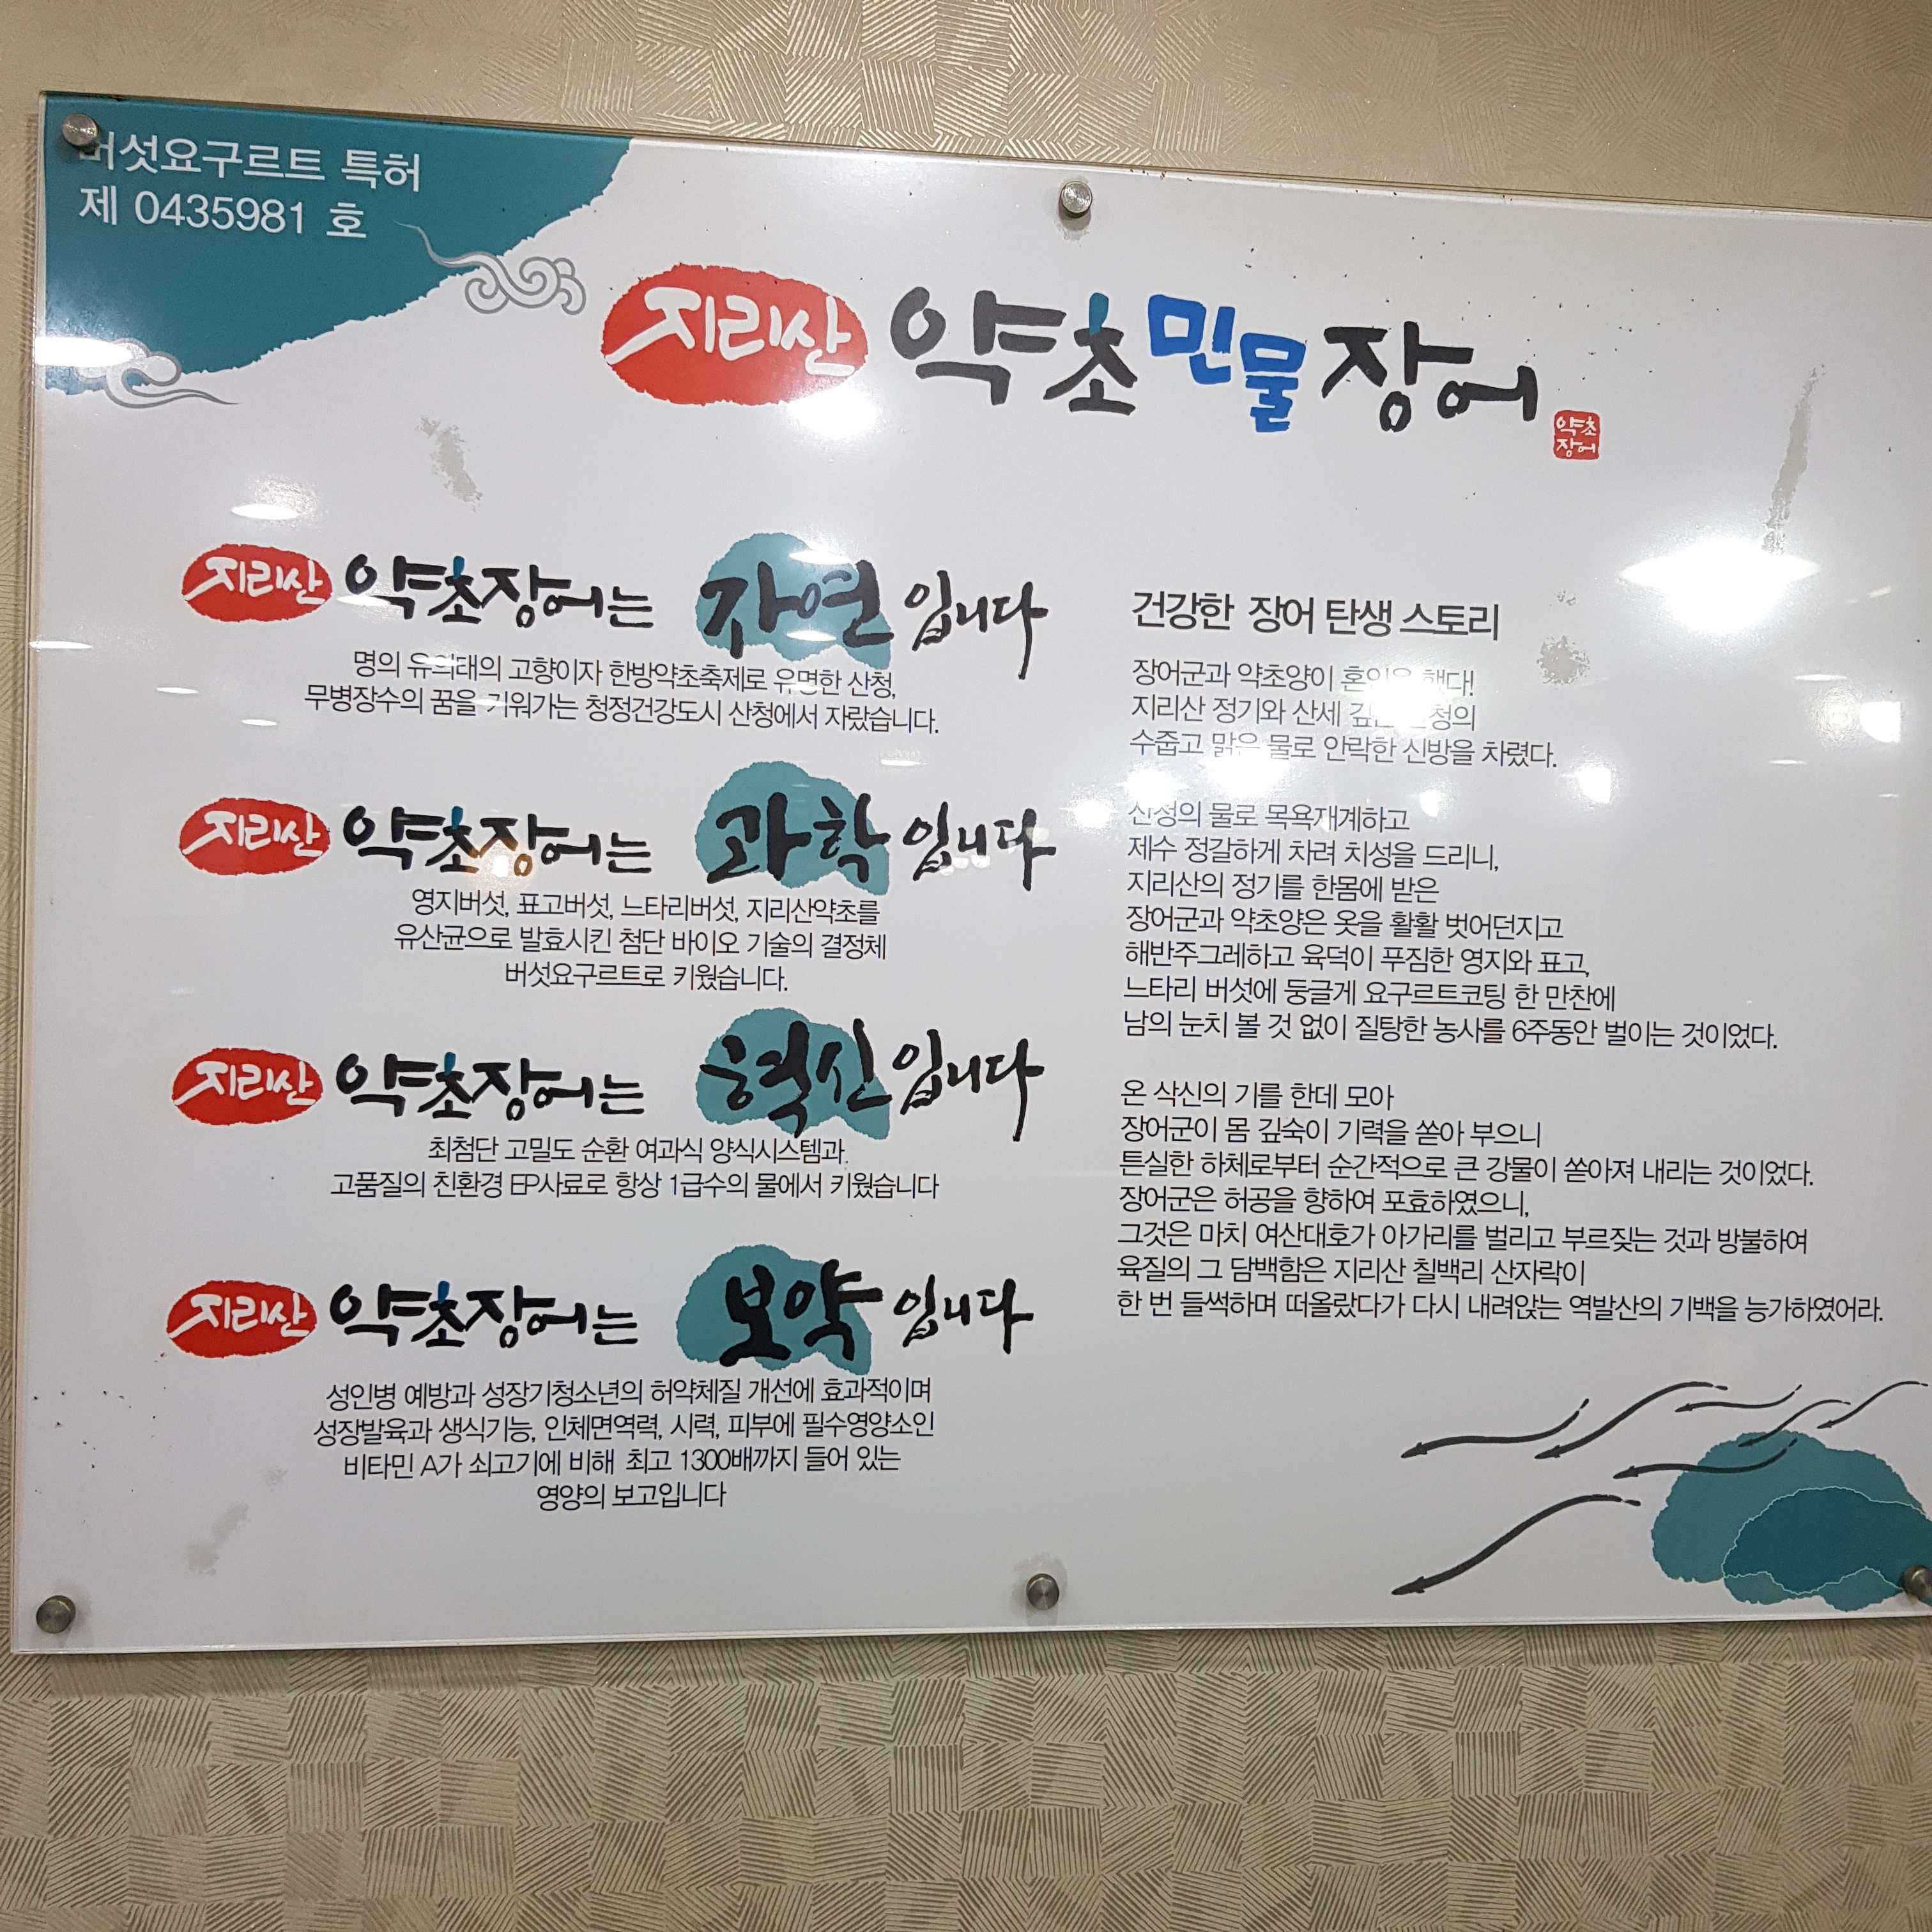 버섯요구르트 특허
제 0435981 호
지리산 약초민물장어
약초
장어
지리산 약초장어는 자연입니다
명의 유의태의 고향이자 한방약초축제로 유명한 산청,
무병장수의 꿈을 키워가는 청정건강도시 산청에서 자랐습니다.
지리산 약초장어는 과학입니다
영지버섯, 표고버섯, 느타리버섯, 지리산약초를
유산균으로 발효시킨 첨단 바이오 기술의 결정체
버섯요구르트로 키웠습니다.
지리산 약초장어는 혁신입니다
최첨단 고밀도 순환 여과식 양식시스템과.
고품질의 친환경 EP사료로 항상 1급수의 물에서 키웠습니다
지리산 약초장어는 보약입니다
성인병 예방과 성장기청소년의 허약체질 개선에 효과적이며
성장발육과 생식기능, 인체면역력, 시력, 피부에 필수영양소인
비타민 A가 쇠고기에 비해 최고 1300배까지 들어 있는
영양의 보고입니다
건강한 장어 탄생 스토리
장어군과 약초양이 혼인을 했다!
지리산 정기와 산세 깊은 산청의
수줍고 맑은 물로 안락한 신방을 차렸다.
산청의 물로 목욕재계하고
제수 정갈하게 차려 치성을 드리니,
지리산의 정기를 한몸에 받은
장어군과 약초양은 옷을 활활 벗어던지고
해반주그레하고 육덕이 푸짐한 영지와 표고,
느타리 버섯에 둥글게 요구르트코팅 한 만찬에
남의 눈치 볼 것 없이 질탕한 농사를 6주동안 벌이는 것이었다.
온 삭신의 기를 한데 모아
장어군이 몸 깊숙이 기력을 쏟아 부으니
튼실한 하체로부터 순간적으로 큰 강물이 쏟아져 내리는 것이었다.
장어군은 허공을 향하여 포효하였으니,
그것은 마치 여산대호가 아가리를 벌리고 부르짖는 것과 방불하여
육질의 그 담백함은 지리산 칠백리 산자락이
한 번 들썩하며 떠올랐다가 다시 내려앉는 역발산의 기백을 능가하였어라.